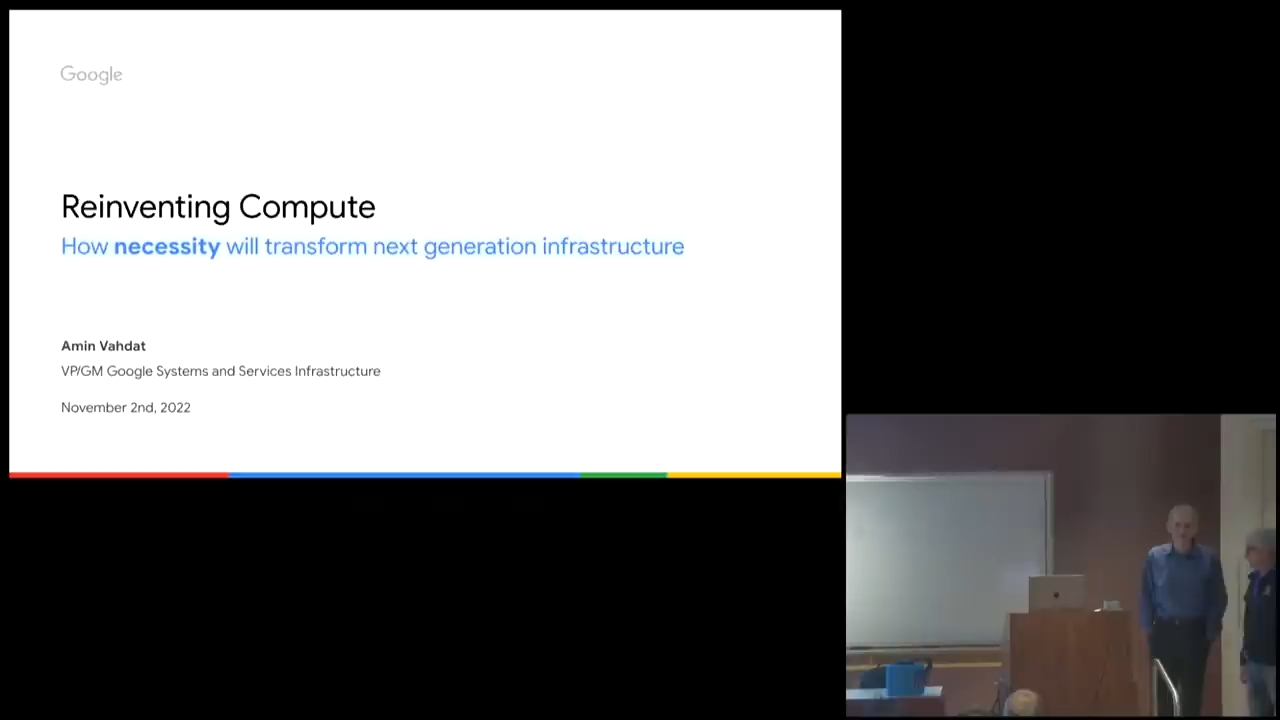 Google
Reinventing Compute
How necessity will transform next generation infrastructure
Amin Vahdat
VP/GM Google Systems and Services Infrastructure
November 2nd, 2022